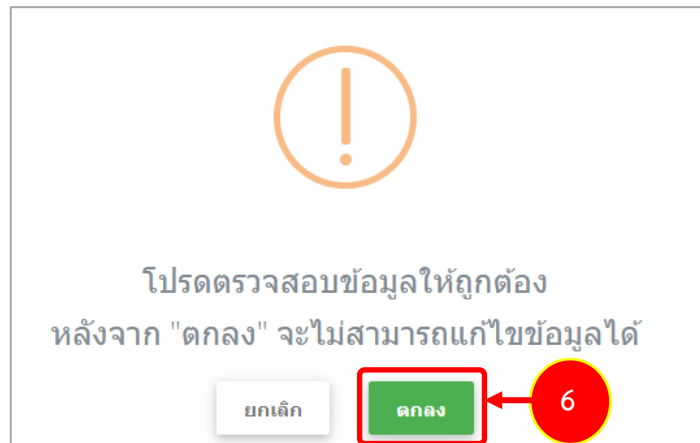 โปรดตรวจสอบข้อมูลให้ถูกต้อง
หลังจาก "ตกลง" จะไม่สามารถแก้ไขข้อมูลได้
ยกเลิก ตกลง 6